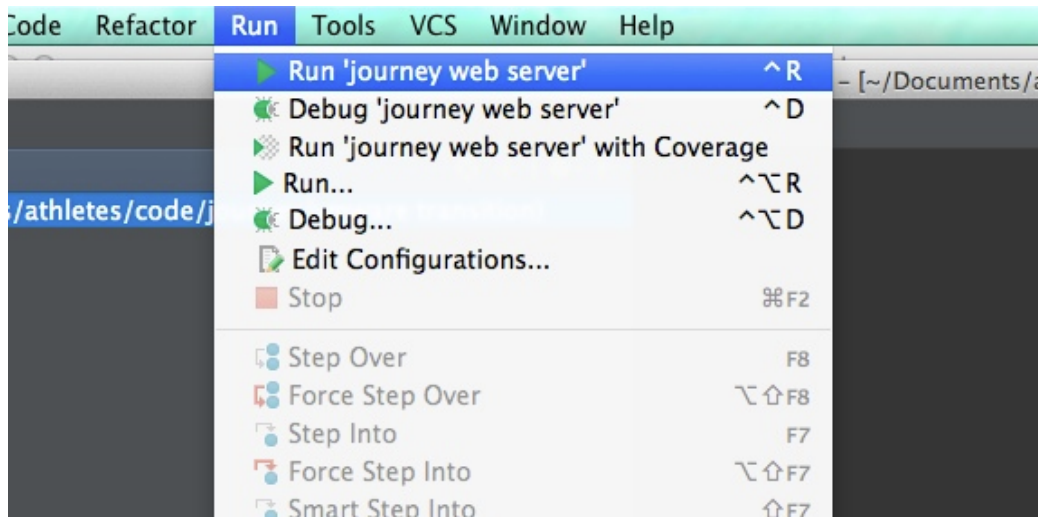 Code Refactor Run Tools VCS Window Help
Run 'journey web server' ^R
– [~/Documents/a
Debug 'journey web server' ^D
Run 'journey web server' with Coverage
Run... ^⌥R
s/athletes/code/j
Debug... ^⌥D
Edit Configurations...
Stop ⌘F2
Step Over F8
Force Step Over ⌥⇧F8
Step Into F7
Force Step Into ⌥⇧F7
Smart Step Into ⇧F7